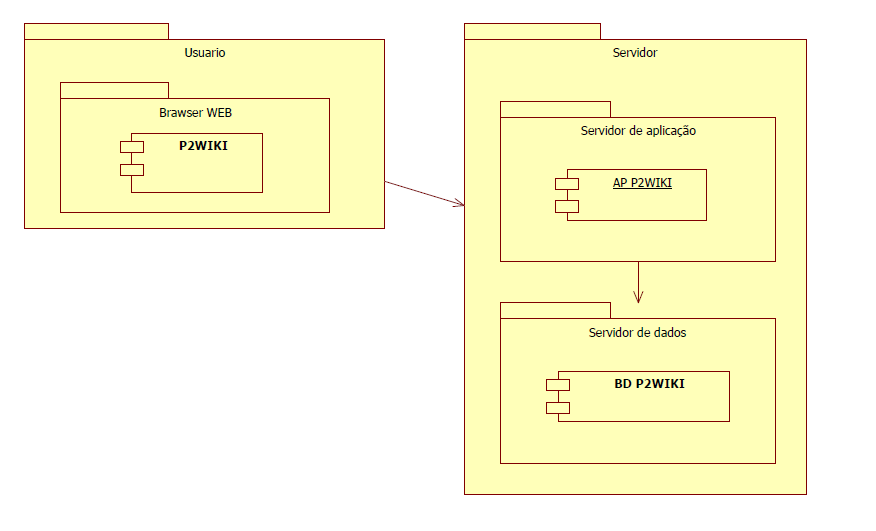 Usuario
Brawser WEB
P2WIKI
Servidor
Servidor de aplicação
AP P2WIKI
Servidor de dados
BD P2WIKI